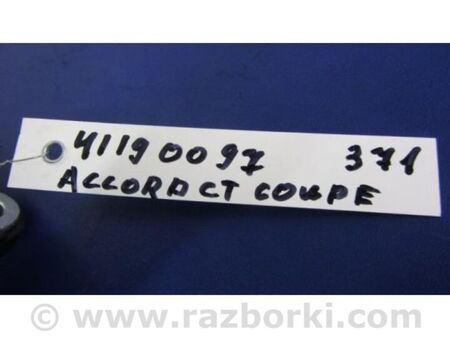 41190097 371
ACCORD CT COUPE
© www.razborki.com